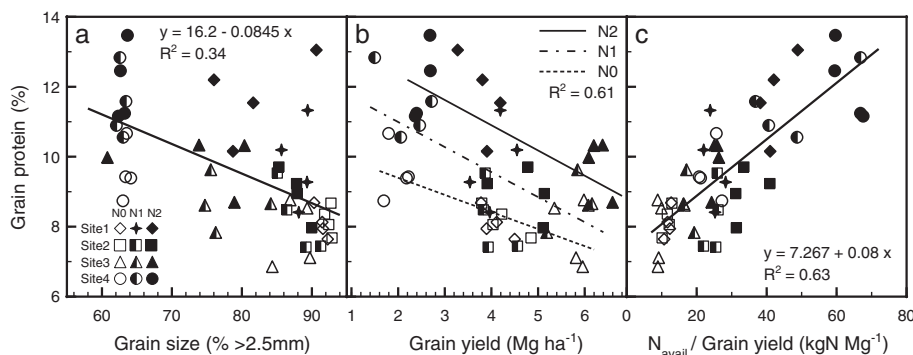 14
12
10
8
6
Grain protein (%)
a
y = 16.2 - 0.0845 x
R² = 0.34
N0 N1 N2
Site1
Site2
Site3
Site4
60 70 80 90
Grain size (% >2.5mm)
b
N2
N1
N0
R² = 0.61
1 2 3 4 5 6
Grain yield (Mg ha⁻¹)
c
y = 7.267 + 0.08 x
R² = 0.63
0 20 40 60 80
N_avail / Grain yield (kgN Mg⁻¹)